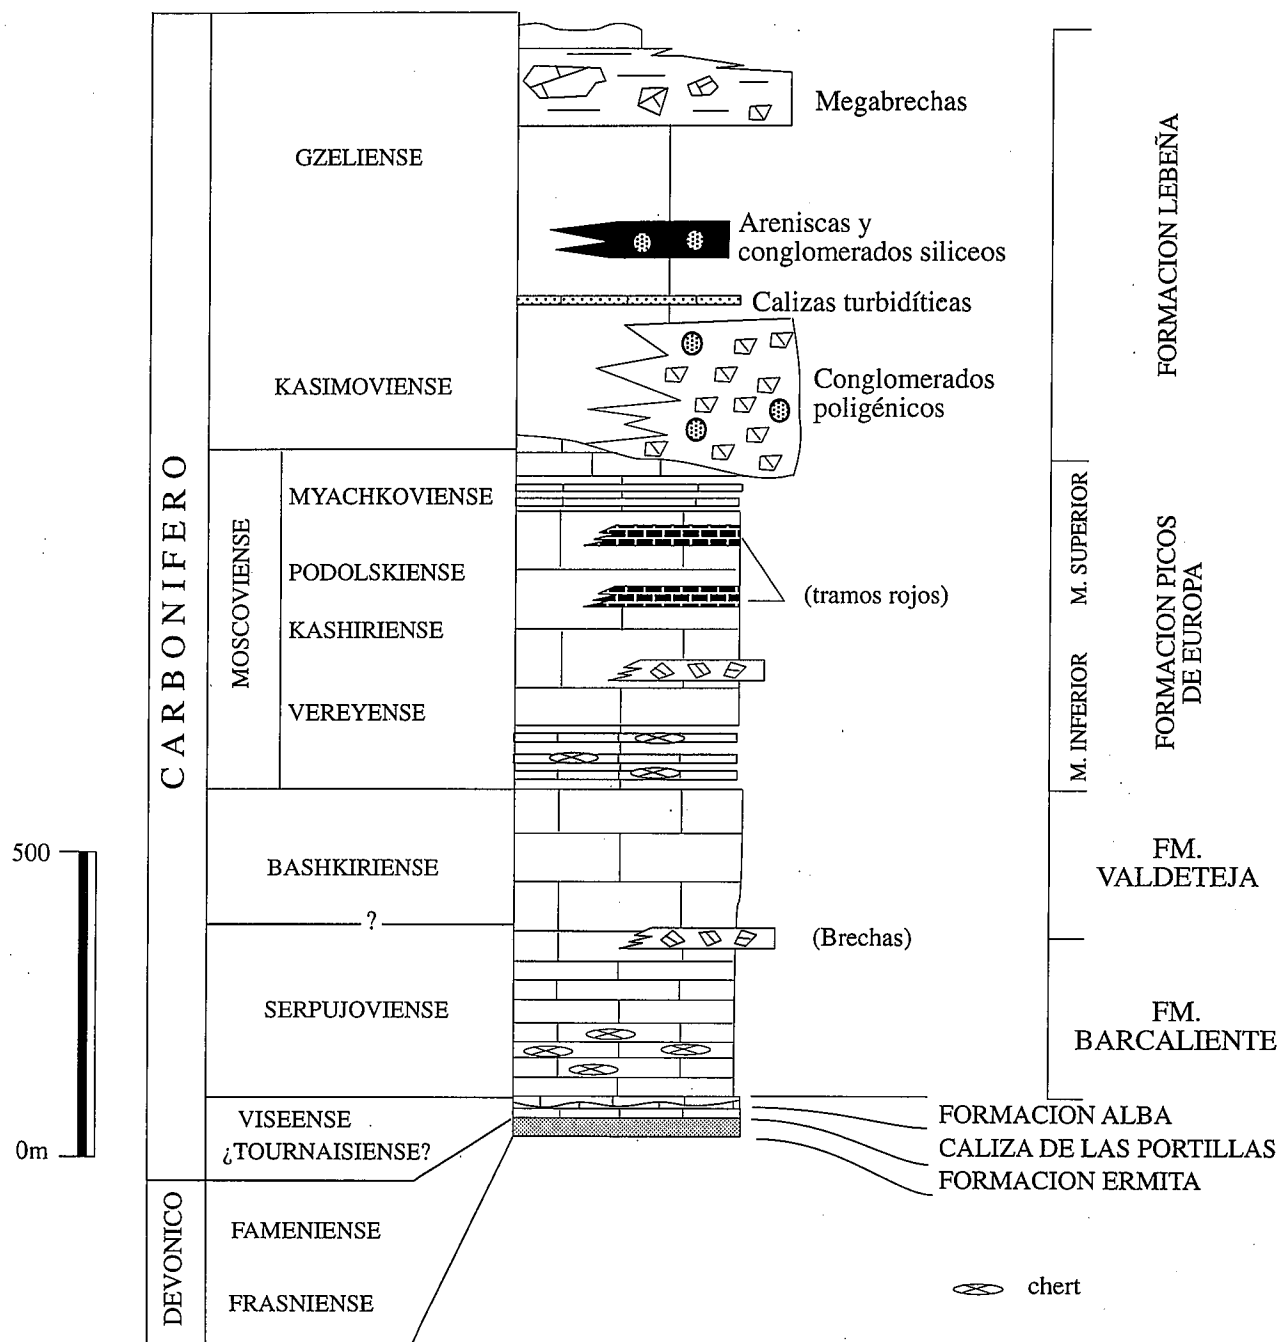 CARBONIFERO
DEVONICO
GZELIENSE
KASIMOVIENSE
MOSCOVIENSE
MYACHKOVIENSE
PODOLSKIENSE
KASHIRIENSE
VEREYENSE
BASHKIRIENSE
?
SERPUJOVIENSE
VISEENSE
¿TOURNAISIENSE?
FAMENIENSE
FRASNIENSE
500
0m
Megabrechas
Areniscas y
conglomerados siliceos
Calizas turbidíticas
Conglomerados
poligénicos
(tramos rojos)
(Brechas)
FORMACION LEBEÑA
M. SUPERIOR
M. INFERIOR
FORMACION PICOS
DE EUROPA
FM.
VALDETEJA
FM.
BARCALIENTE
FORMACION ALBA
CALIZA DE LAS PORTILLAS
FORMACION ERMITA
chert